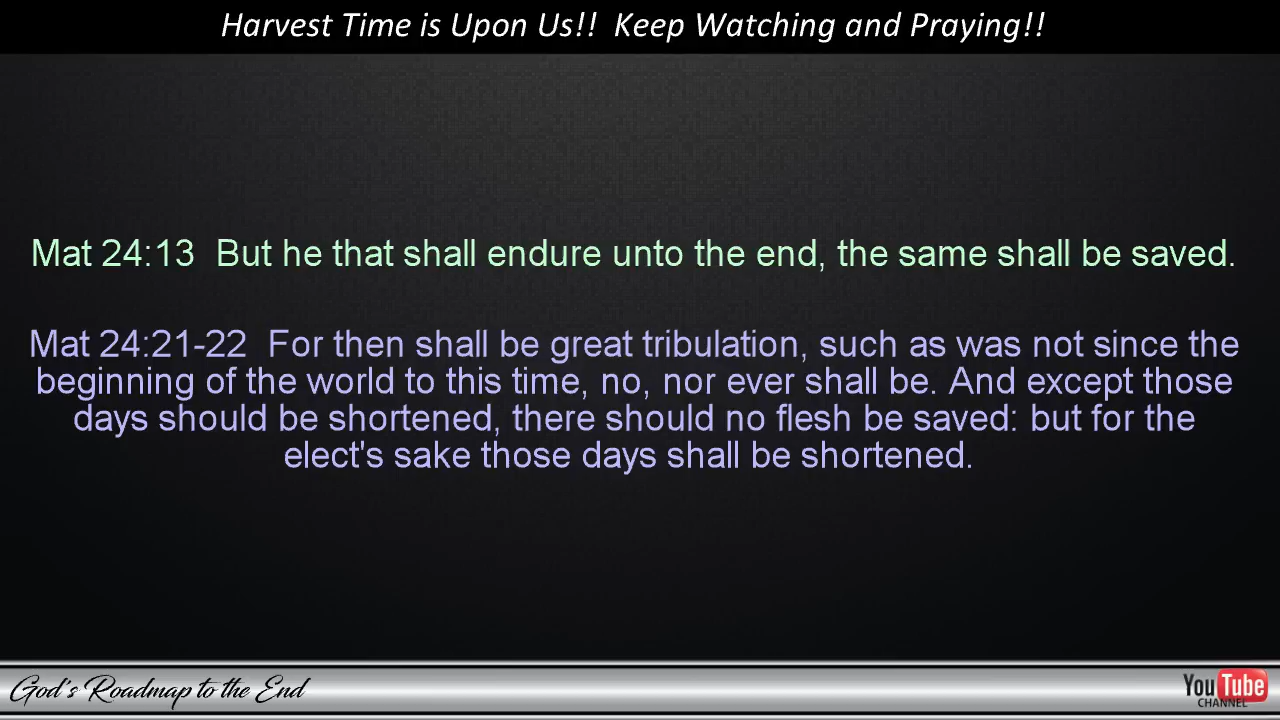 Harvest Time is Upon Us!!  Keep Watching and Praying!!
Mat 24:13  But he that shall endure unto the end, the same shall be saved.
Mat 24:21-22  For then shall be great tribulation, such as was not since the
beginning of the world to this time, no, nor ever shall be. And except those
days should be shortened, there should no flesh be saved: but for the
elect's sake those days shall be shortened.
God's Roadmap to the End
YouTube
CHANNEL